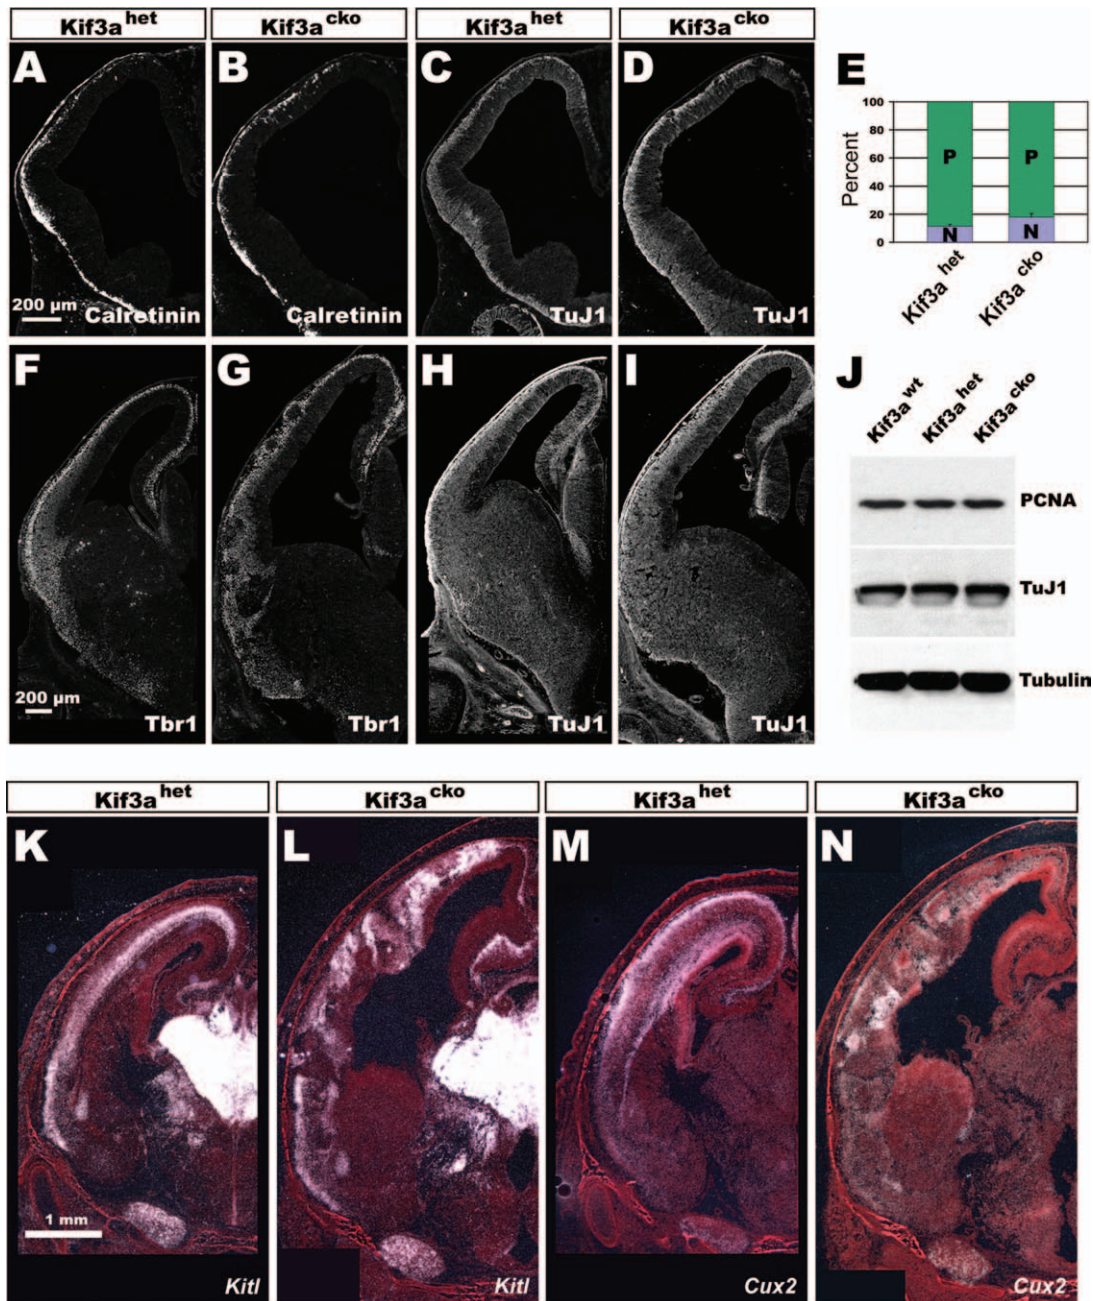 Kif3a het Kif3a cko Kif3a het Kif3a cko
A B C D E
200 µm
Calretinin Calretinin TuJ1 TuJ1
100
80
60
40
20
0
Percent
P P
N N
Kif3a het Kif3a cko
F G H I J
200 µm
Tbr1 Tbr1 TuJ1 TuJ1
Kif3a wt Kif3a het Kif3a cko
PCNA
TuJ1
Tubulin
Kif3a het Kif3a cko Kif3a het Kif3a cko
K L M N
1 mm
Kitl Kitl Cux2 Cux2